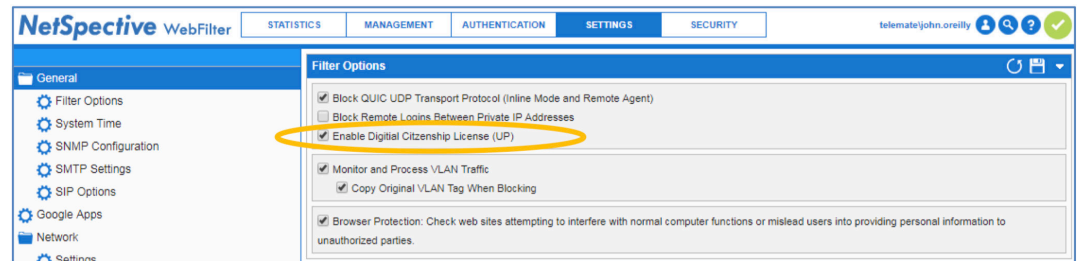 NetSpective WebFilter
STATISTICS
MANAGEMENT
AUTHENTICATION
SETTINGS
SECURITY
telemate\john.oreilly
General
Filter Options
System Time
SNMP Configuration
SMTP Settings
SIP Options
Google Apps
Network
Settings
Filter Options
Block QUIC UDP Transport Protocol (Inline Mode and Remote Agent)
Block Remote Logins Between Private IP Addresses
Enable Digitial Citzenship License (UP)
Monitor and Process VLAN Traffic
Copy Original VLAN Tag When Blocking
Browser Protection: Check web sites attempting to interfere with normal computer functions or mislead users into providing personal information to
unauthorized parties.